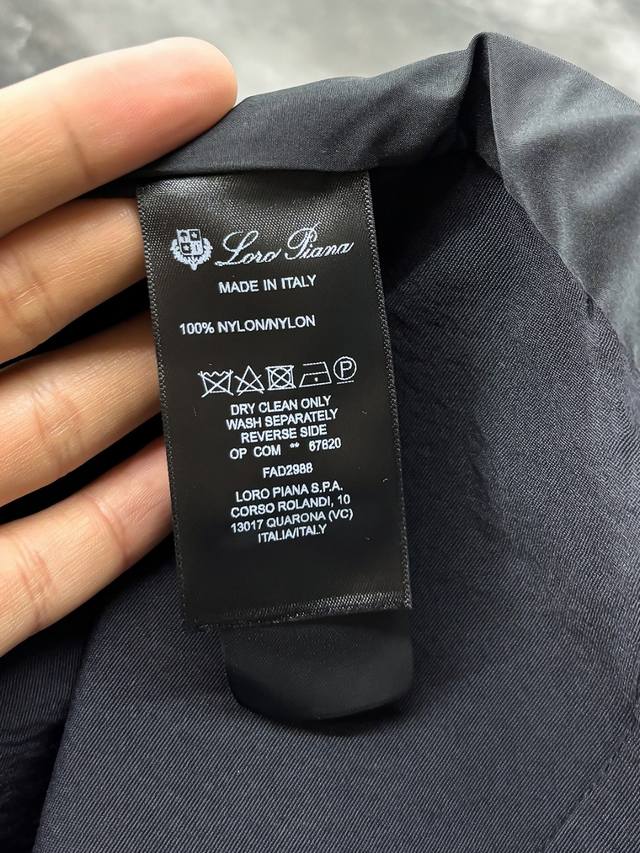 Loro Piana
MADE IN ITALY
100% NYLON/NYLON
P
DRY CLEAN ONLY
WASH SEPARATELY
REVERSE SIDE
OP COM ** 67820
FAD2988
LORO PIANA S.P.A.
CORSO ROLANDI, 10
13017 QUARONA (VC)
ITALIA/ITALY